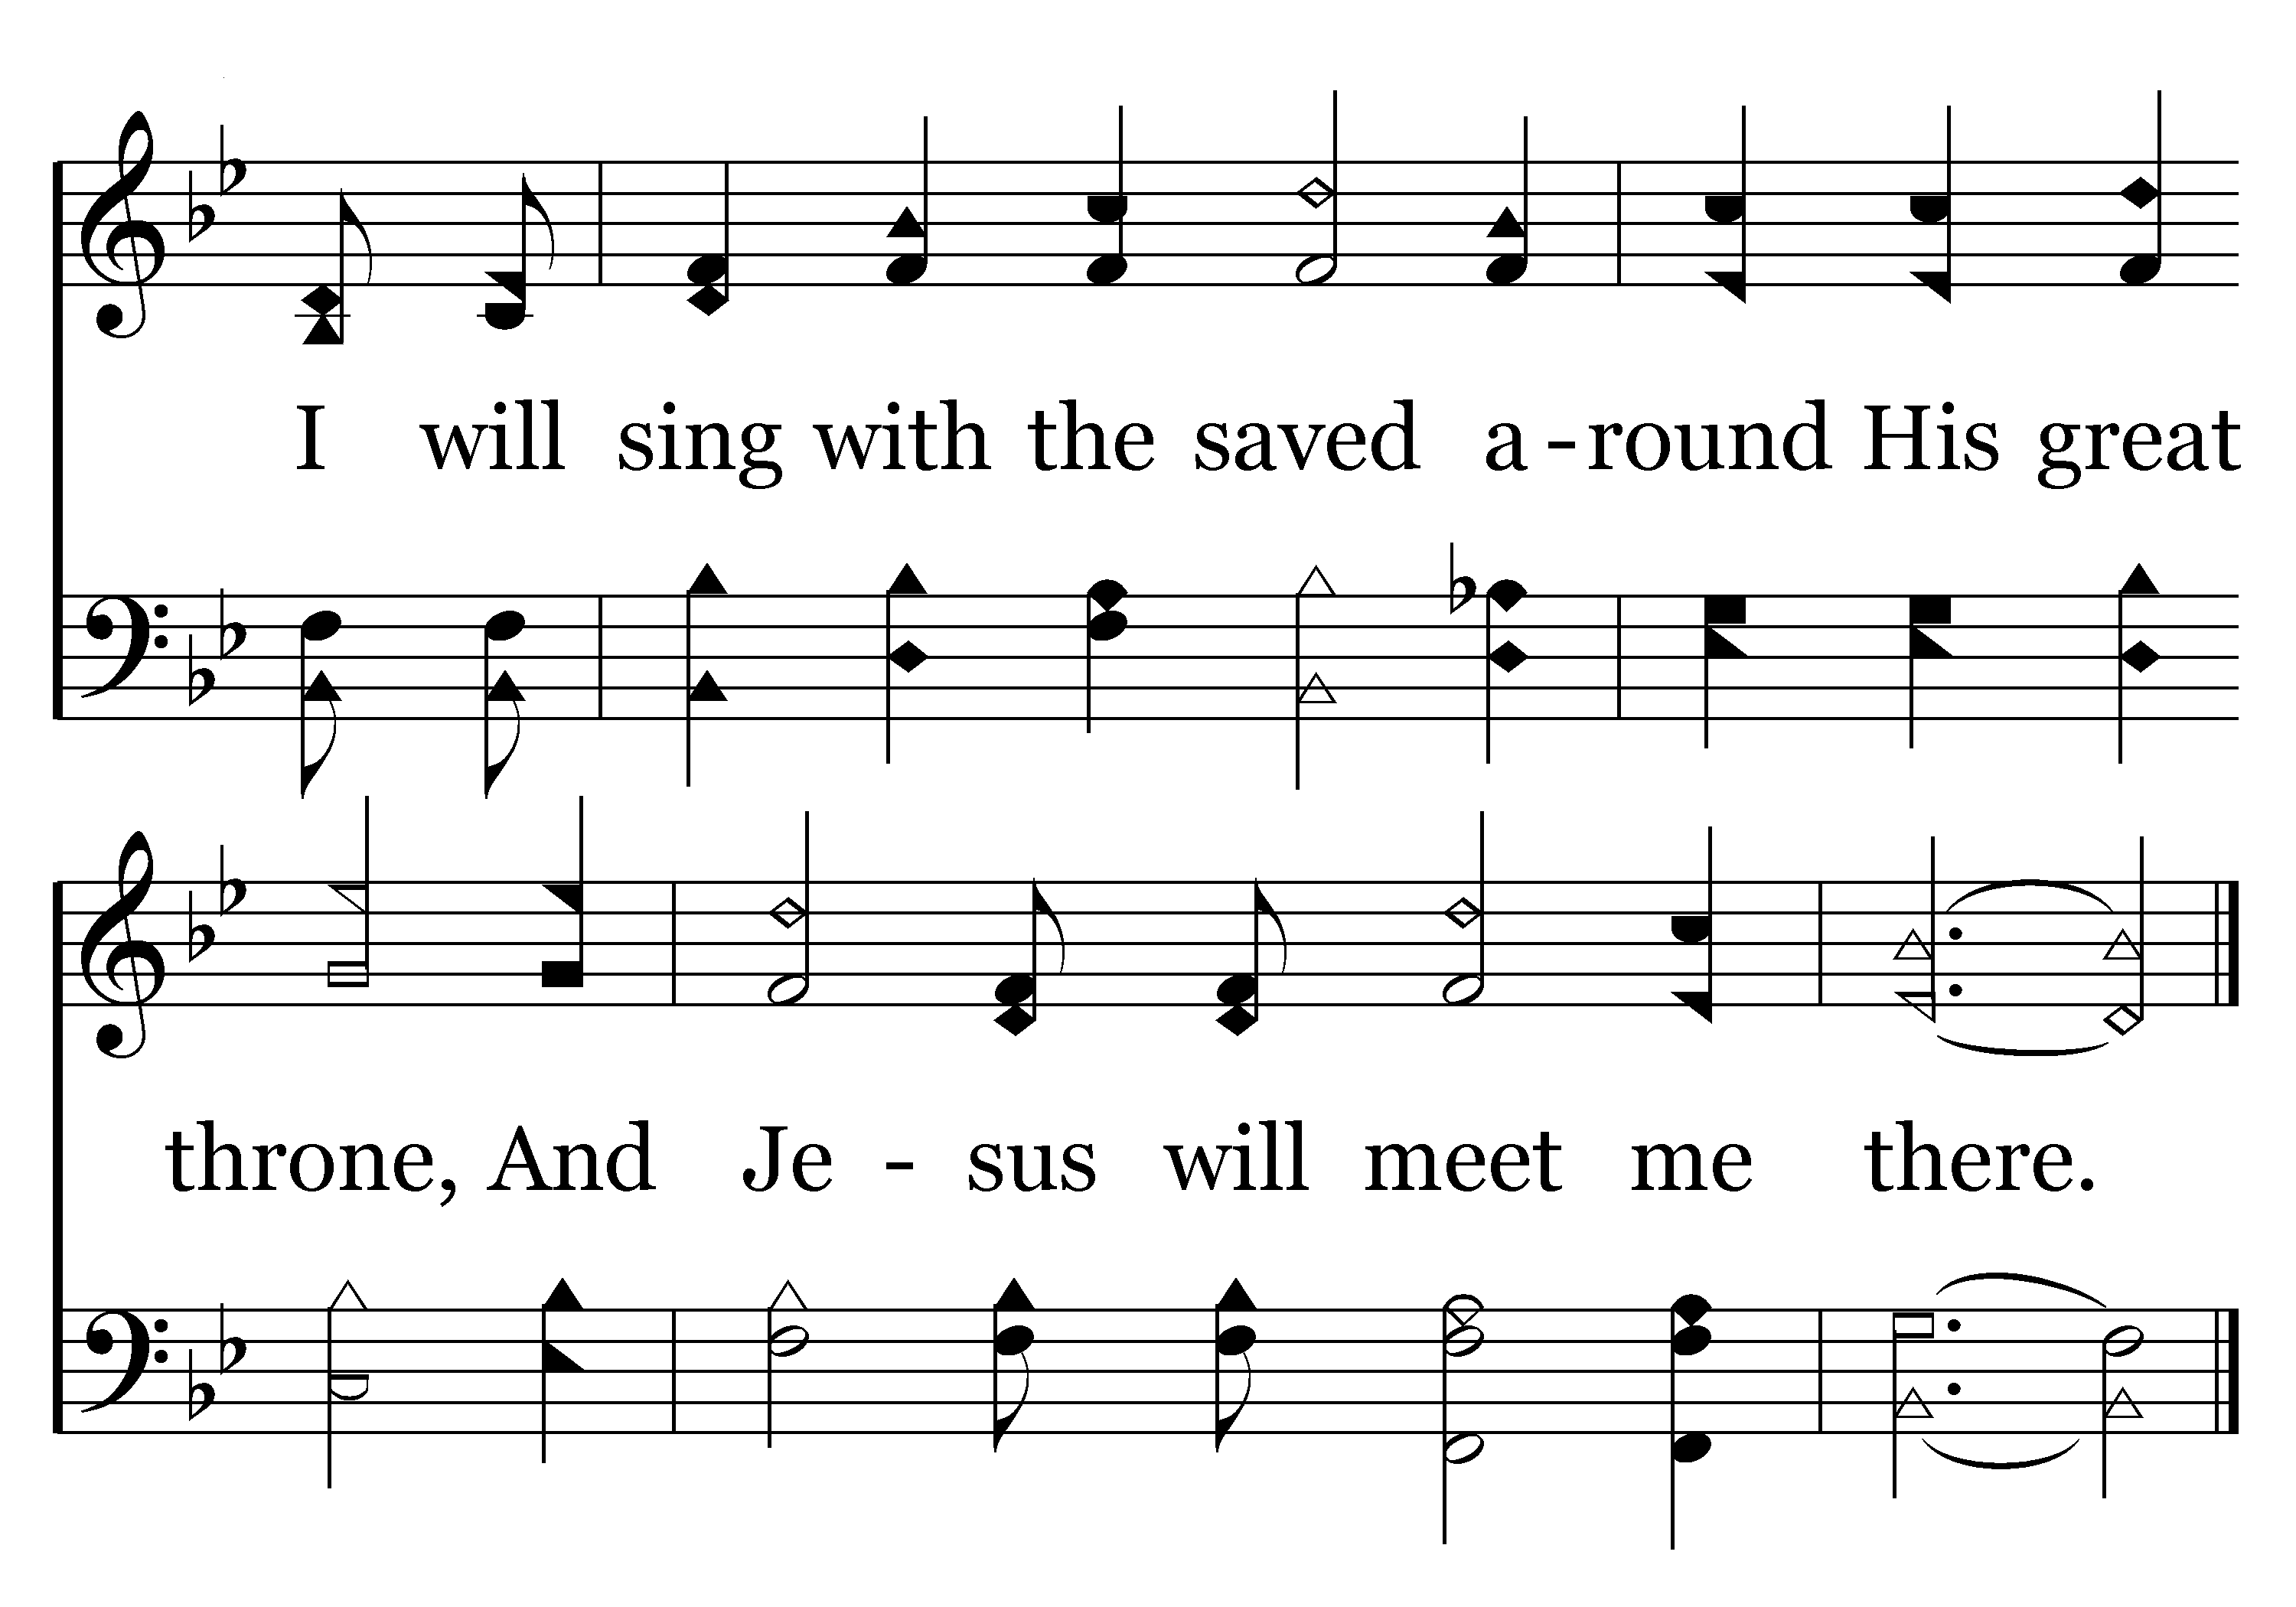 I will sing with the saved a-round His great
throne, And Je - sus will meet me there.